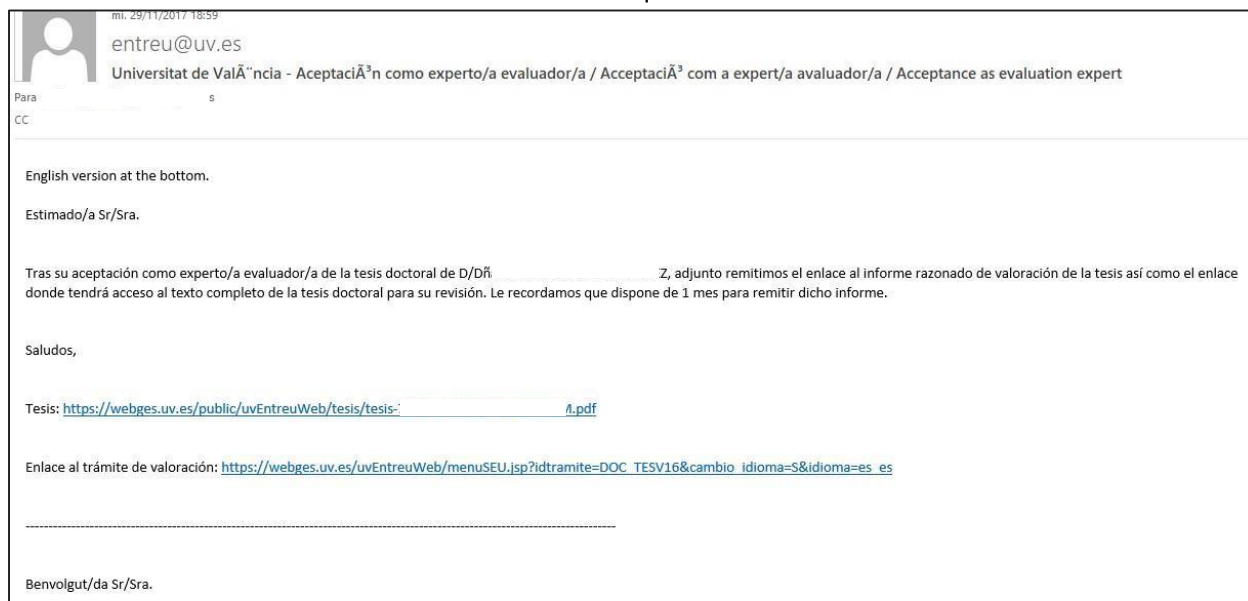 mi. 29/11/2017 18:59
entreu@uv.es
Universitat de ValÃ¨ncia - AceptaciÃ³n como experto/a evaluador/a / AcceptaciÃ³ com a expert/a avaluador/a / Acceptance as evaluation expert
Para s
CC
English version at the bottom.
Estimado/a Sr/Sra.
Tras su aceptación como experto/a evaluador/a de la tesis doctoral de D/Dñ Z, adjunto remitimos el enlace al informe razonado de valoración de la tesis así como el enlace
donde tendrá acceso al texto completo de la tesis doctoral para su revisión. Le recordamos que dispone de 1 mes para remitir dicho informe.
Saludos,
Tesis: https://webges.uv.es/public/uvEntreuWeb/tesis/tesis- .pdf
Enlace al trámite de valoración: https://webges.uv.es/uvEntreuWeb/menuSEU.jsp?idtramite=DOC_TESV16&cambio_idioma=S&idioma=es_es
--------------------------------------------------------------------------------------------------------------------------
Benvolgut/da Sr/Sra.